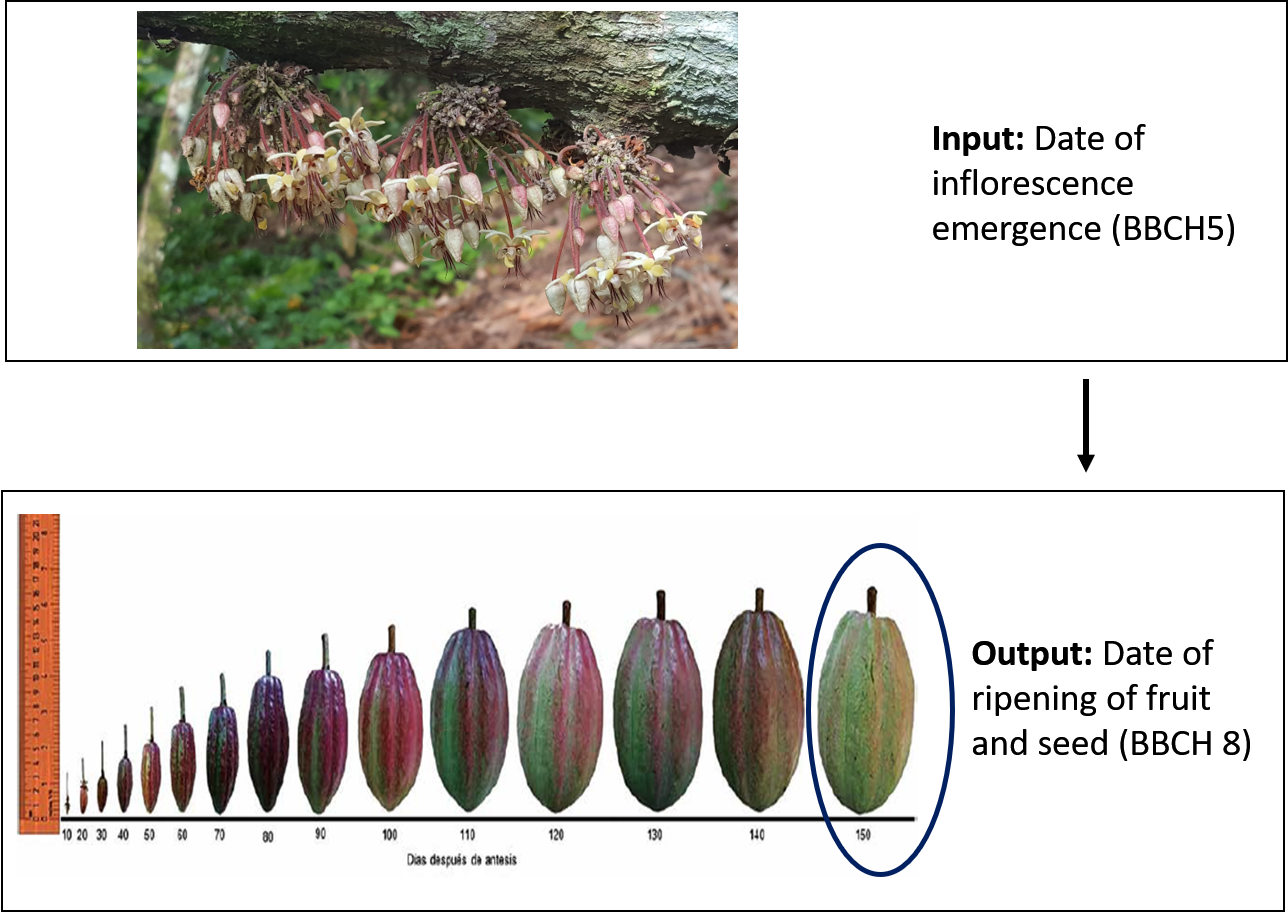 Input: Date of
inflorescence
emergence (BBCH5)
Output: Date of
ripening of fruit
and seed (BBCH 8)
10 20 30 40 50 60 70 80 90 100 110 120 130 140 150
Dias después de antesis